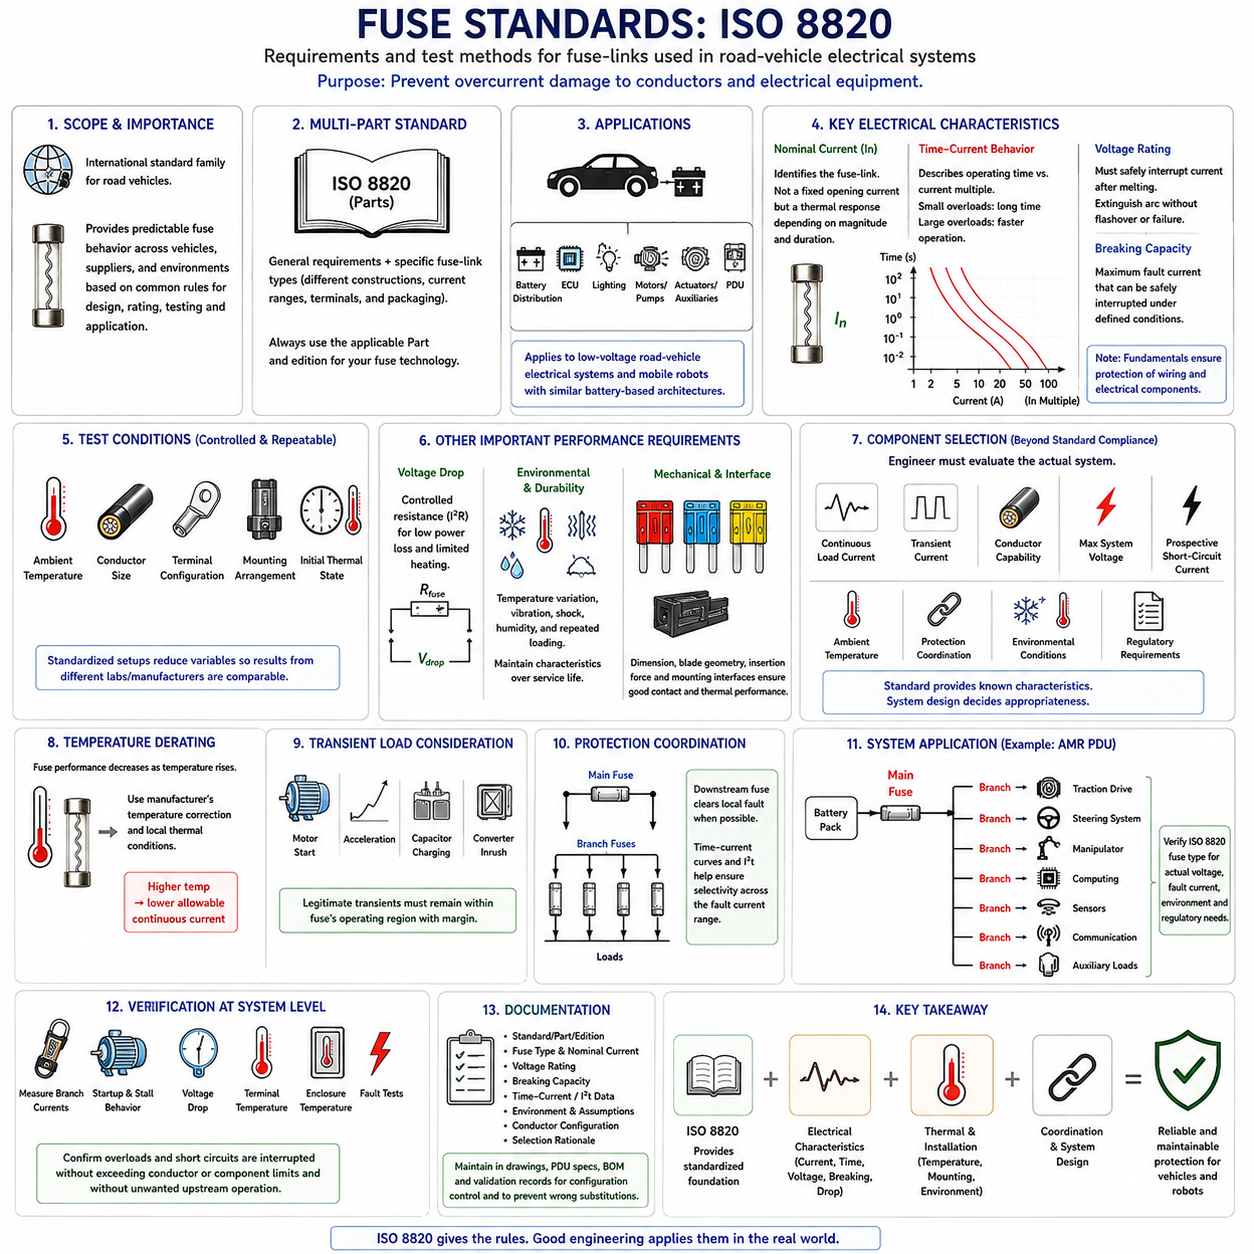 FUSE STANDARDS: ISO 8820
Requirements and test methods for fuse-links used in road-vehicle electrical systems
Purpose: Prevent overcurrent damage to conductors and electrical equipment.
1. SCOPE & IMPORTANCE
International standard family
for road vehicles.
Provides predictable fuse
behavior across vehicles,
suppliers, and environments
based on common rules for
design, rating, testing and
application.
2. MULTI-PART STANDARD
ISO 8820
(Parts)
General requirements + specific fuse-link
types (different constructions, current
ranges, terminals, and packaging).
Always use the applicable Part
and edition for your fuse technology.
3. APPLICATIONS
Battery
Distribution
ECU
Lighting
Motors/
Pumps
Actuators/
Auxiliaries
PDU
Applies to low-voltage road-vehicle
electrical systems and mobile robots
with similar battery-based architectures.
4. KEY ELECTRICAL CHARACTERISTICS
Nominal Current (In)
Identifies the fuse-link.
Not a fixed opening current
but a thermal response
depending on magnitude
and duration.
In
Time-Current Behavior
Describes operating time vs.
current multiple.
Small overloads: long time
Large overloads: faster
operation.
Time (s)
10²
10¹
10⁰
10⁻¹
10⁻²
1 2 5 10 20 50 100
Current (A) (In Multiple)
Voltage Rating
Must safely interrupt current
after melting.
Extinguish arc without
flashover or failure.
Breaking Capacity
Maximum fault current
that can be safely
interrupted under
defined conditions.
Note: Fundamentals ensure
protection of wiring and
electrical components.
5. TEST CONDITIONS (Controlled & Repeatable)
Ambient
Temperature
Conductor
Size
Terminal
Configuration
Mounting
Arrangement
Initial Thermal
State
Standardized setups reduce variables so results from
different labs/manufacturers are comparable.
6. OTHER IMPORTANT PERFORMANCE REQUIREMENTS
Voltage Drop
Controlled
resistance (I²R)
for low power
loss and limited
heating.
Rfuse
Vdrop
Environmental
& Durability
Temperature variation,
vibration, shock,
humidity, and repeated
loading.
Maintain characteristics
over service life.
Mechanical & Interface
Dimension, blade geometry, insertion
force and mounting interfaces ensure
good contact and thermal performance.
7. COMPONENT SELECTION (Beyond Standard Compliance)
Engineer must evaluate the actual system.
Continuous
Load Current
Transient
Current
Conductor
Capability
Max System
Voltage
Prospective
Short-Circuit
Current
Ambient
Temperature
Protection
Coordination
Environmental
Conditions
Regulatory
Requirements
Standard provides known characteristics.
System design decides appropriateness.
8. TEMPERATURE DERATING
Fuse performance decreases as temperature rises.
Use manufacturer's
temperature correction
and local thermal
conditions.
Higher temp
→ lower allowable
continuous current
9. TRANSIENT LOAD CONSIDERATION
Motor
Start
Acceleration
Capacitor
Charging
Converter
Inrush
Legitimate transients must remain within
fuse's operating region with margin.
10. PROTECTION COORDINATION
Main Fuse
Branch Fuses
Loads
Downstream fuse
clears local fault
when possible.
Time-current
curves and I²t
help ensure
selectivity across
the fault current
range.
11. SYSTEM APPLICATION (Example: AMR PDU)
Battery
Pack
Main
Fuse
Branch → Traction Drive
Branch → Steering System
Branch → Manipulator
Branch → Computing
Branch → Sensors
Branch → Communication
Branch → Auxiliary Loads
Verify ISO 8820
fuse type for
actual voltage,
fault current,
environment and
regulatory needs.
12. VERIIFICATION AT SYSTEM LEVEL
Measure Branch
Currents
Startup & Stall
Behavior
Voltage
Drop
Terminal
Temperature
Enclosure
Temperature
Fault Tests
Confirm overloads and short circuits are interrupted
without exceeding conductor or component limits and
without unwanted upstream operation.
13. DOCUMENTATION
• Standard/Part/Edition
• Fuse Type & Nominal Current
• Voltage Rating
• Breaking Capacity
• Time-Current / I²t Data
• Environment & Assumptions
• Conductor Configuration
• Selection Rationale
Maintain in drawings, PDU specs, BOM
and validation records for configuration
control and to prevent wrong substitutions.
14. KEY TAKEAWAY
ISO 8820
Provides
standardized
foundation
+
Electrical
Characteristics
(Current, Time,
Voltage, Breaking,
Drop)
+
Thermal &
Installation
(Temperature,
Mounting,
Environment)
+
Coordination
& System
Design
=
Reliable and
maintainable
protection for
vehicles and
robots
ISO 8820 gives the rules. Good engineering applies them in the real world.